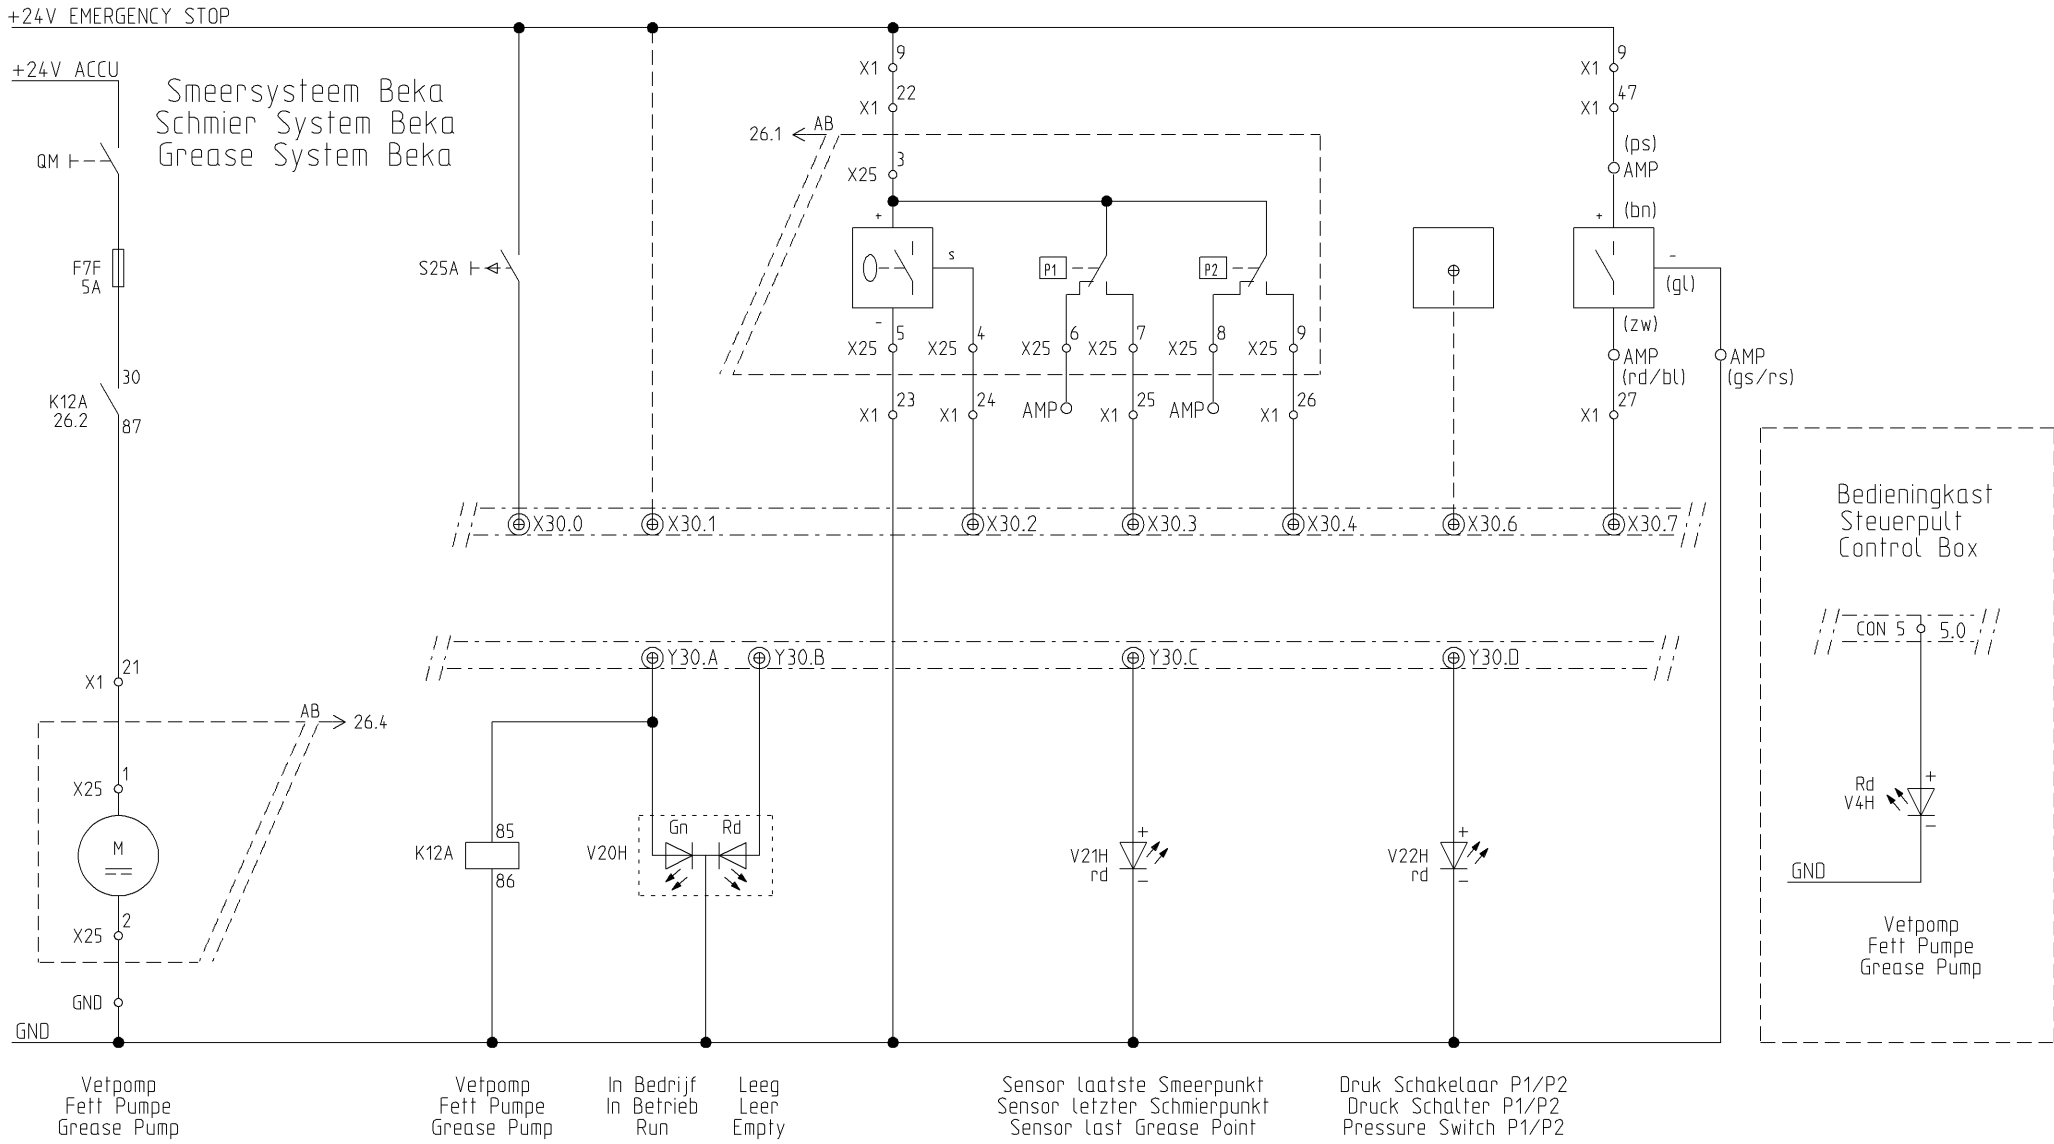 +24V EMERGENCY STOP
+24V ACCU
Smeersysteem Beka
Schmier System Beka
Grease System Beka
QM
F7F
5A
30
K12A
26.2
87
21
X1
AB
26.4
1
X25
M
2
X25
GND
GND
S25A
9
X1
22
X1
AB
26.1
3
X25
+
s
-
P1
P2
5
X25
4
X25
6
X25
7
X25
8
X25
9
X25
23
X1
24
X1
AMP
25
X1
AMP
26
X1
9
X1
47
X1
(ps)
AMP
(bn)
+
-
(gl)
(zw)
AMP
(rd/bl)
AMP
(gs/rs)
27
X1
X30.0
X30.1
X30.2
X30.3
X30.4
X30.6
X30.7
Y30.A
Y30.B
Y30.C
Y30.D
85
K12A
86
Gn
Rd
V20H
+
V21H
rd
-
+
V22H
rd
-
Bedieningkast
Steuerpult
Control Box
CON 5
5.0
Rd
V4H
+
-
GND
Vetpomp
Fett Pumpe
Grease Pump
Vetpomp
Fett Pumpe
Grease Pump
Vetpomp
Fett Pumpe
Grease Pump
In Bedrijf
In Betrieb
Run
Leeg
Leer
Empty
Sensor laatste Smeerpunkt
Sensor letzter Schmierpunkt
Sensor last Grease Point
Druk Schakelaar P1/P2
Druck Schalter P1/P2
Pressure Switch P1/P2